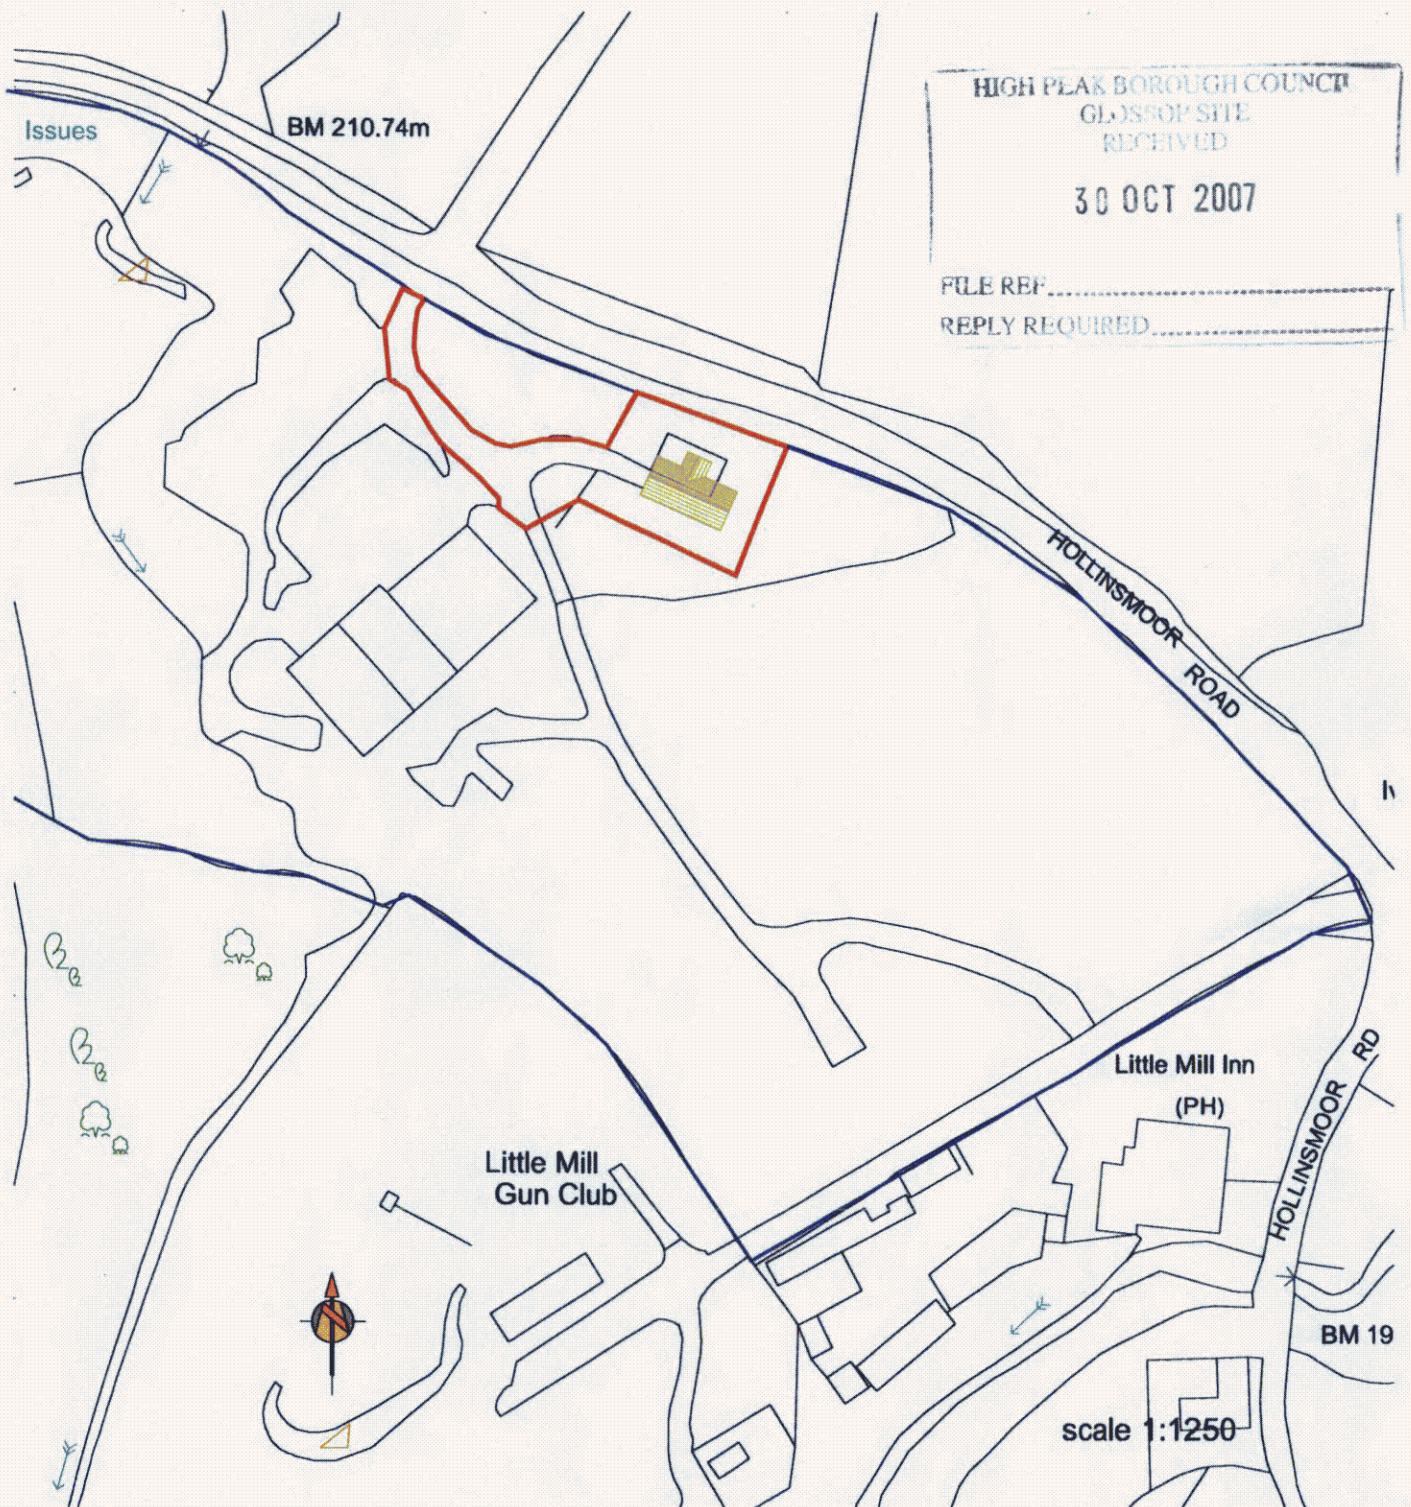 HIGH PEAK BOROUGH COUNCIL
GLOSSOP SITE
RECEIVED
30 OCT 2007
FILE REF
REPLY REQUIRED
BM 210.74m
Issues
HOLLINSMOOR ROAD
Little Mill Inn
(PH)
HOLLINSMOOR RD
Little Mill
Gun Club
BM 19
scale 1:1250